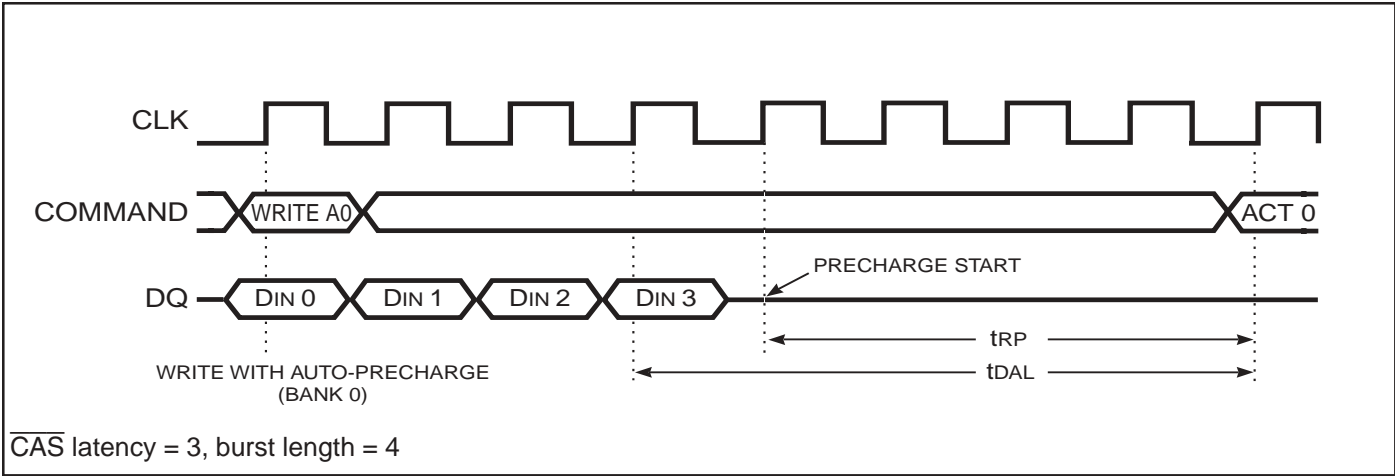 CLK
COMMAND
WRITE A0
ACT 0
PRECHARGE START
DQ
DIN 0
DIN 1
DIN 2
DIN 3
tRP
WRITE WITH AUTO-PRECHARGE
(BANK 0)
tDAL
C̅A̅S̅ latency = 3, burst length = 4